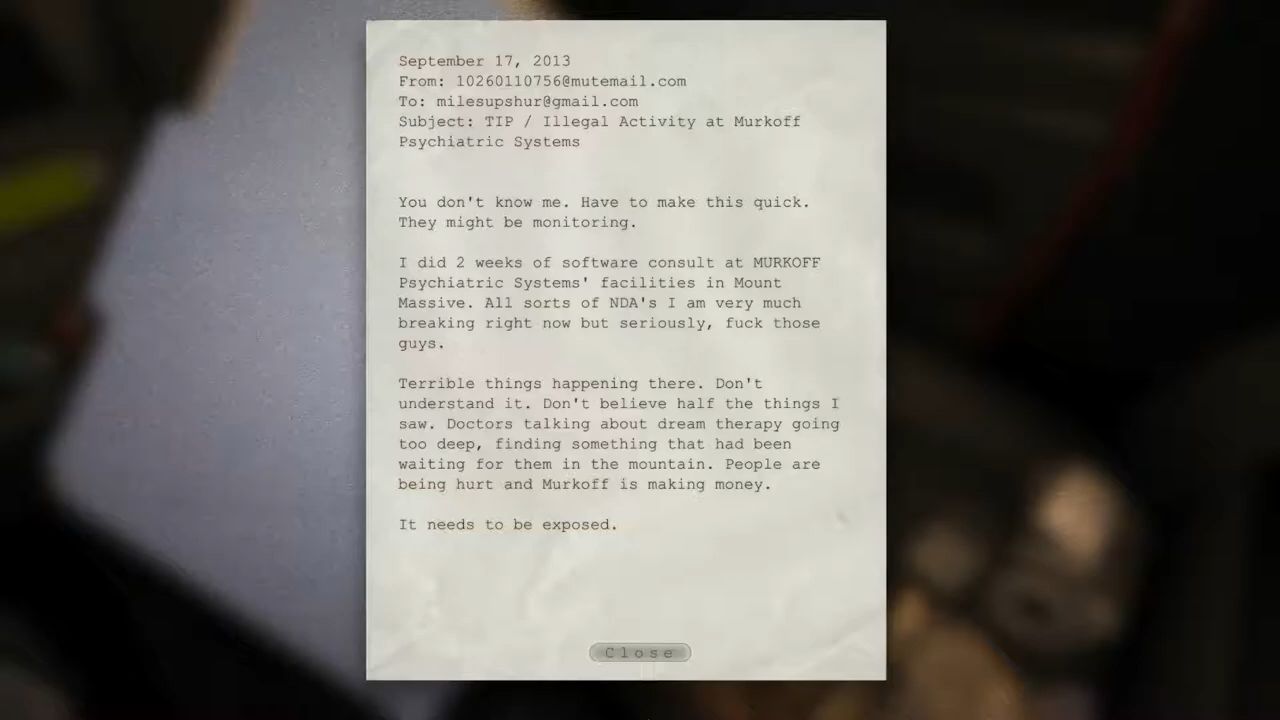 September 17, 2013
From: 10260110756@mutemail.com
To: milesupshur@gmail.com
Subject: TIP / Illegal Activity at Murkoff
Psychiatric Systems
You don't know me. Have to make this quick.
They might be monitoring.
I did 2 weeks of software consult at MURKOFF
Psychiatric Systems' facilities in Mount
Massive. All sorts of NDA's I am very much
breaking right now but seriously, fuck those
guys.
Terrible things happening there. Don't
understand it. Don't believe half the things I
saw. Doctors talking about dream therapy going
too deep, finding something that had been
waiting for them in the mountain. People are
being hurt and Murkoff is making money.
It needs to be exposed.
Close